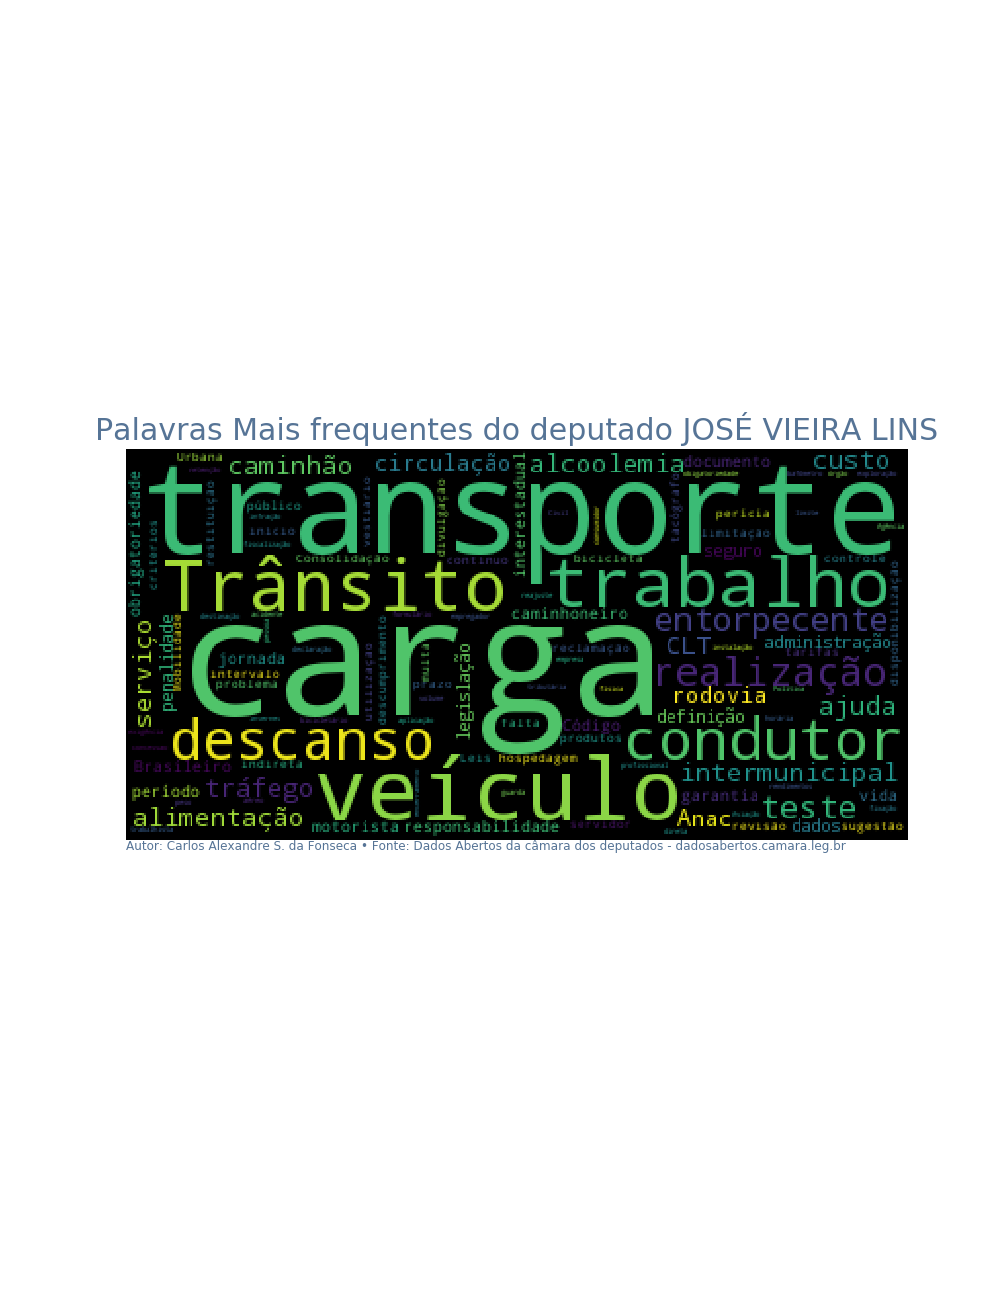 Palavras Mais frequentes do deputado JOSÉ VIEIRA LINS
Urbana
caminhão
circulação
interestadual
alcoolemia
documento
custo
transporte
obrigatoriedade
critérios
restituição
público
início
vestiário
divulgação
tacógrafo
perícia
limitação
seguro
Consolidação
contínuo
bicicleta
controle
Trânsito
trabalho
disponibilização
carga
caminhoneiro
entorpecente
serviço
penalidade
Mobilidade
jornada
intervalo
problema
utilização
descumprimento
multa
prazo
legislação
reclamação
empresa
CLT
instalação
administração
tarifas
realização
rodovia
definição
ajuda
falta
Código
produtos
descanso
condutor
Brasileiro
indireta
Leis
hospedagem
profissional
intermunicipal
período
tráfego
veículo
guarda
garantia
teste
vida
alimentação
motorista
responsabilidade
servidor
Anac
revisão
dados
sugestão
Autor: Carlos Alexandre S. da Fonseca • Fonte: Dados Abertos da câmara dos deputados - dadosabertos.camara.leg.br